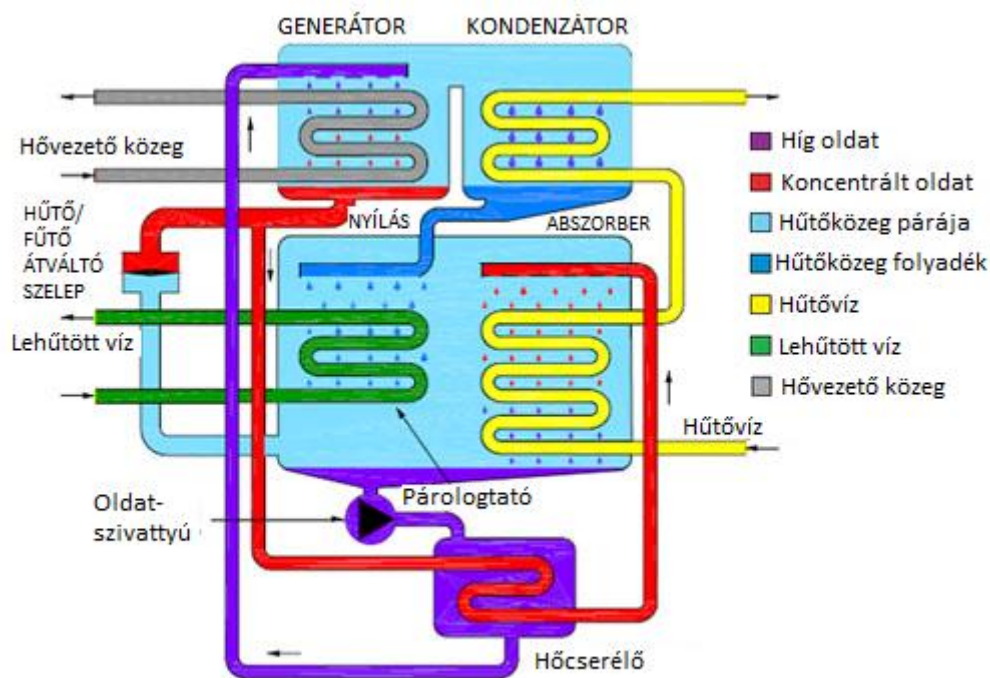 GENERÁTOR
KONDENZÁTOR
Hővezető közeg
HŰTŐ/
FŰTŐ
ÁTVÁLTÓ
SZELEP
NYÍLÁS
ABSZORBER
Lehűtött víz
Hűtővíz
Párologtató
Oldat-
szivattyú
Hőcserélő
Híg oldat
Koncentrált oldat
Hűtőközeg párája
Hűtőközeg folyadék
Hűtővíz
Lehűtött víz
Hővezető közeg